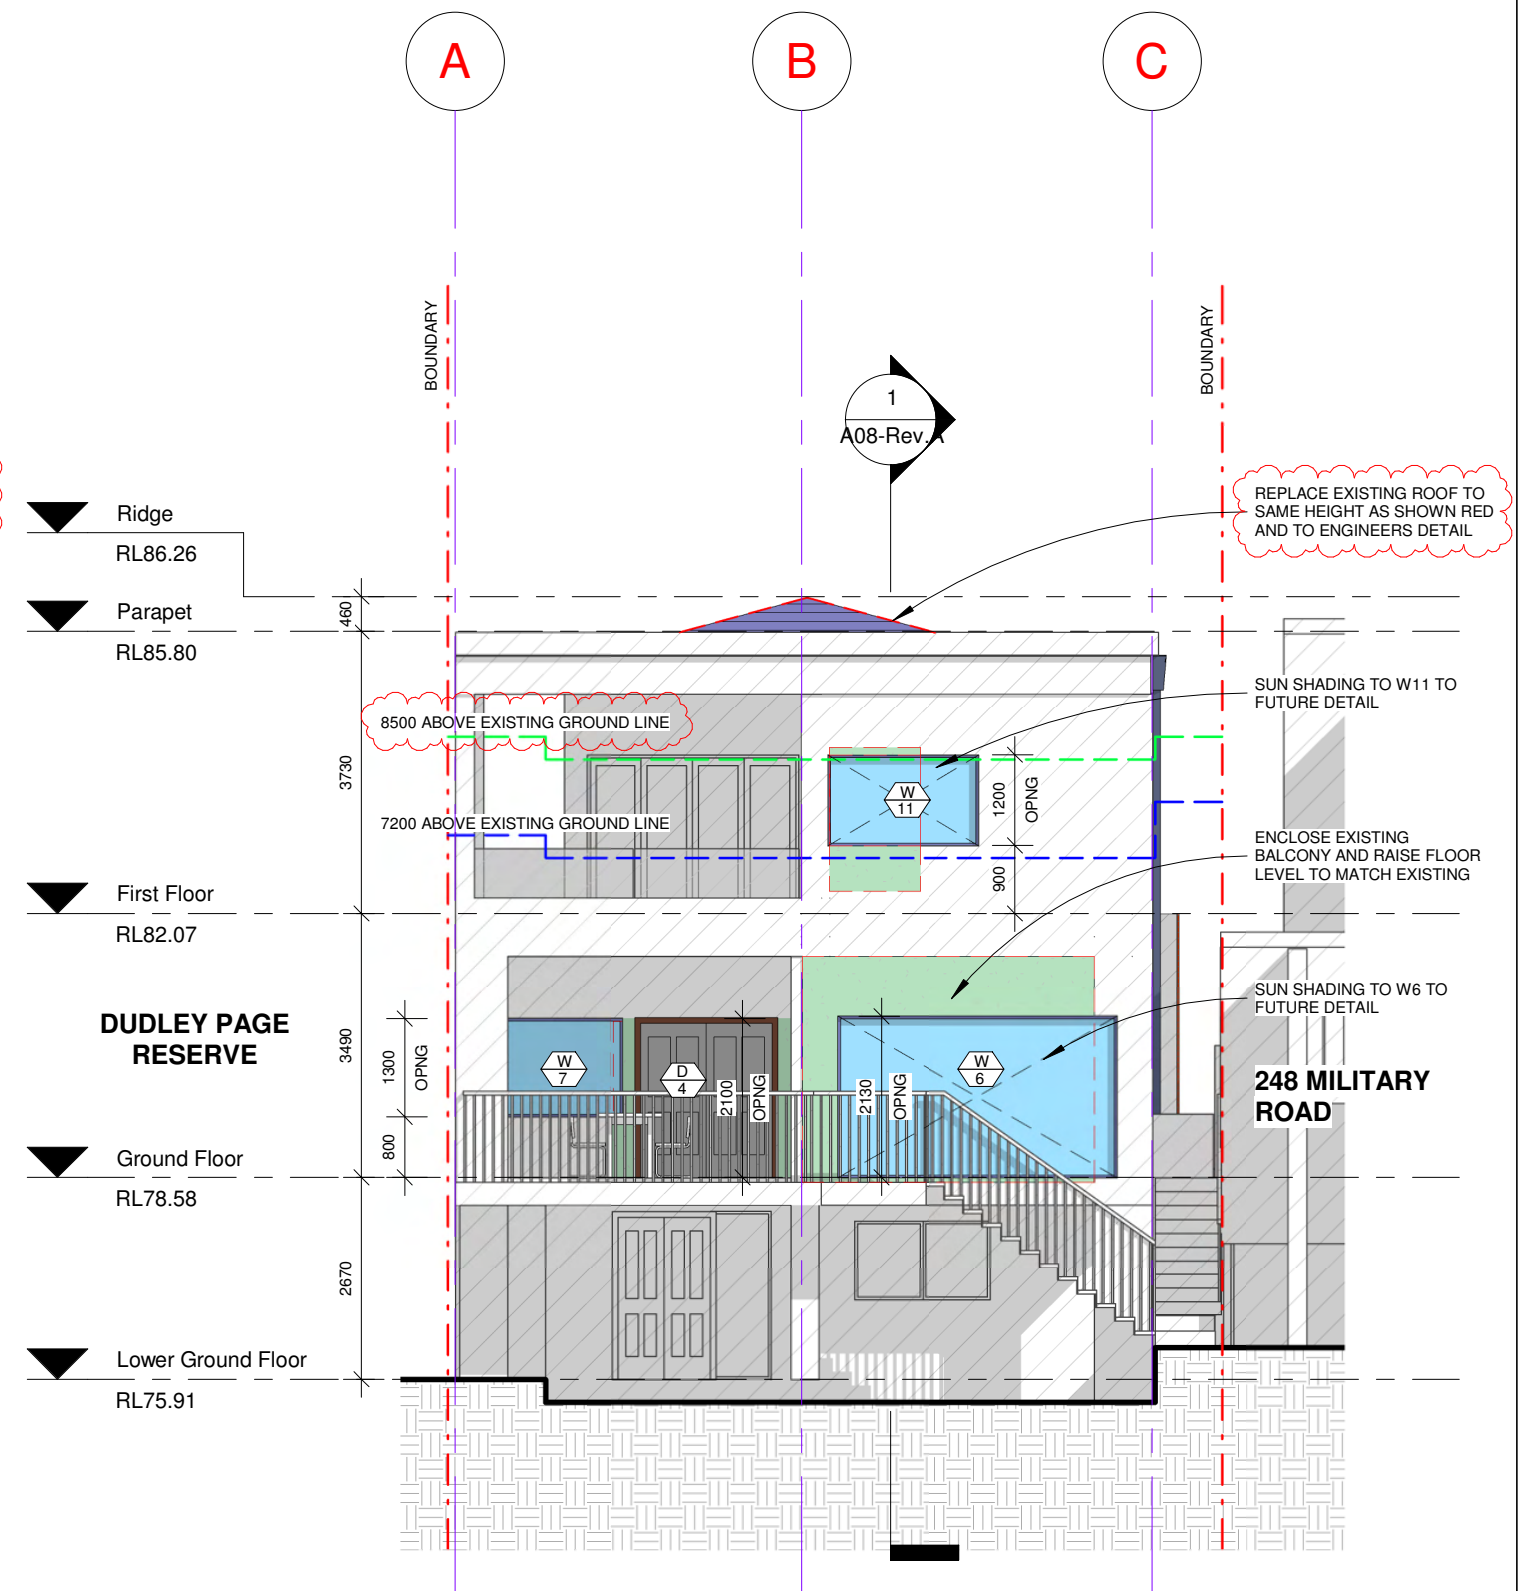 A
B
C
BOUNDARY
BOUNDARY
1
A08-Rev.A
REPLACE EXISTING ROOF TO
SAME HEIGHT AS SHOWN RED
AND TO ENGINEERS DETAIL
Ridge
RL86.26
460
Parapet
RL85.80
SUN SHADING TO W11 TO
FUTURE DETAIL
8500 ABOVE EXISTING GROUND LINE
3730
W
11
1200
OPNG
7200 ABOVE EXISTING GROUND LINE
ENCLOSE EXISTING
BALCONY AND RAISE FLOOR
LEVEL TO MATCH EXISTING
900
First Floor
RL82.07
SUN SHADING TO W6 TO
FUTURE DETAIL
DUDLEY PAGE
RESERVE
3490
1300
OPNG
W
7
D
4
2100
OPNG
2130
OPNG
W
6
248 MILITARY
ROAD
800
Ground Floor
RL78.58
2670
Lower Ground Floor
RL75.91